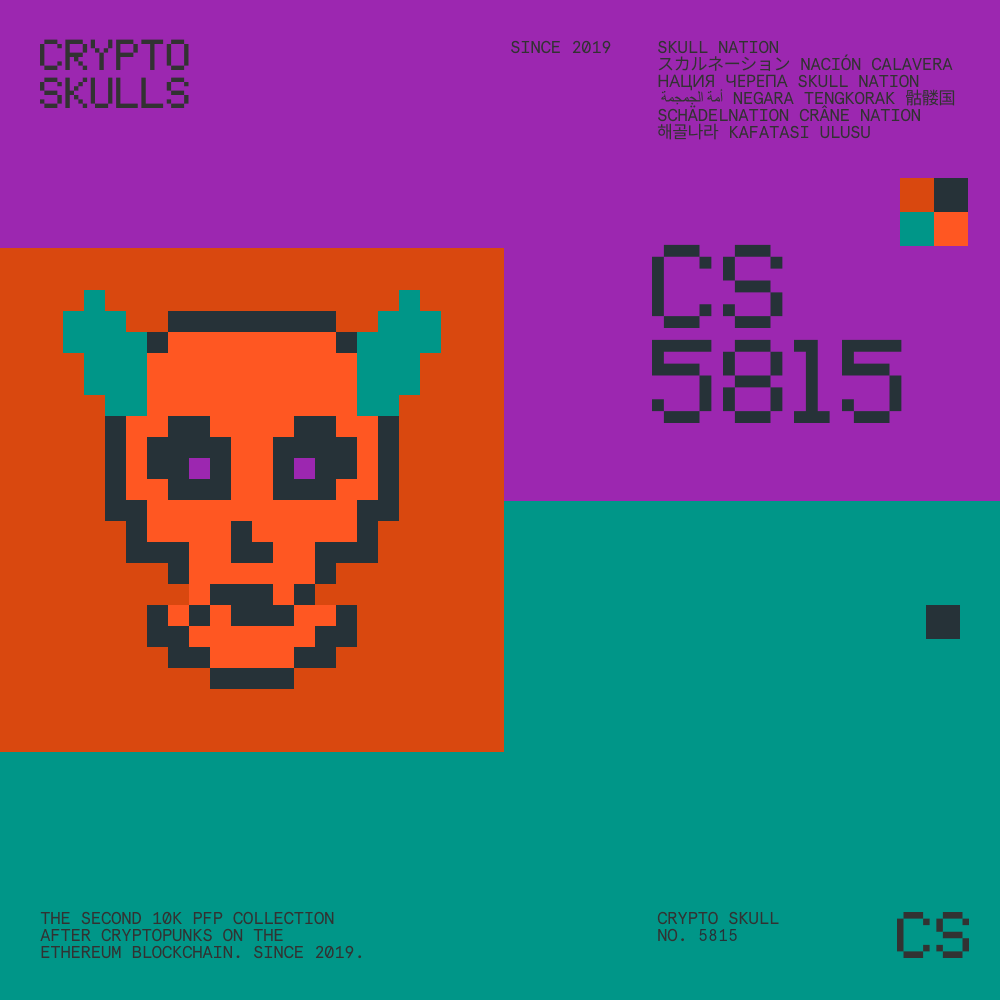 CRYPTO
SKULLS
SINCE 2019
SKULL NATION
スカルネーション NACIÓN CALAVERA
НАЦИЯ ЧЕРЕПА SKULL NATION
أمة الجمجمة NEGARA TENGKORAK 骷髅国
SCHÄDELNATION CRÂNE NATION
해골나라 KAFATASI ULUSU
CS
5815
THE SECOND 10K PFP COLLECTION
AFTER CRYPTOPUNKS ON THE
ETHEREUM BLOCKCHAIN. SINCE 2019.
CRYPTO SKULL
NO. 5815
CS